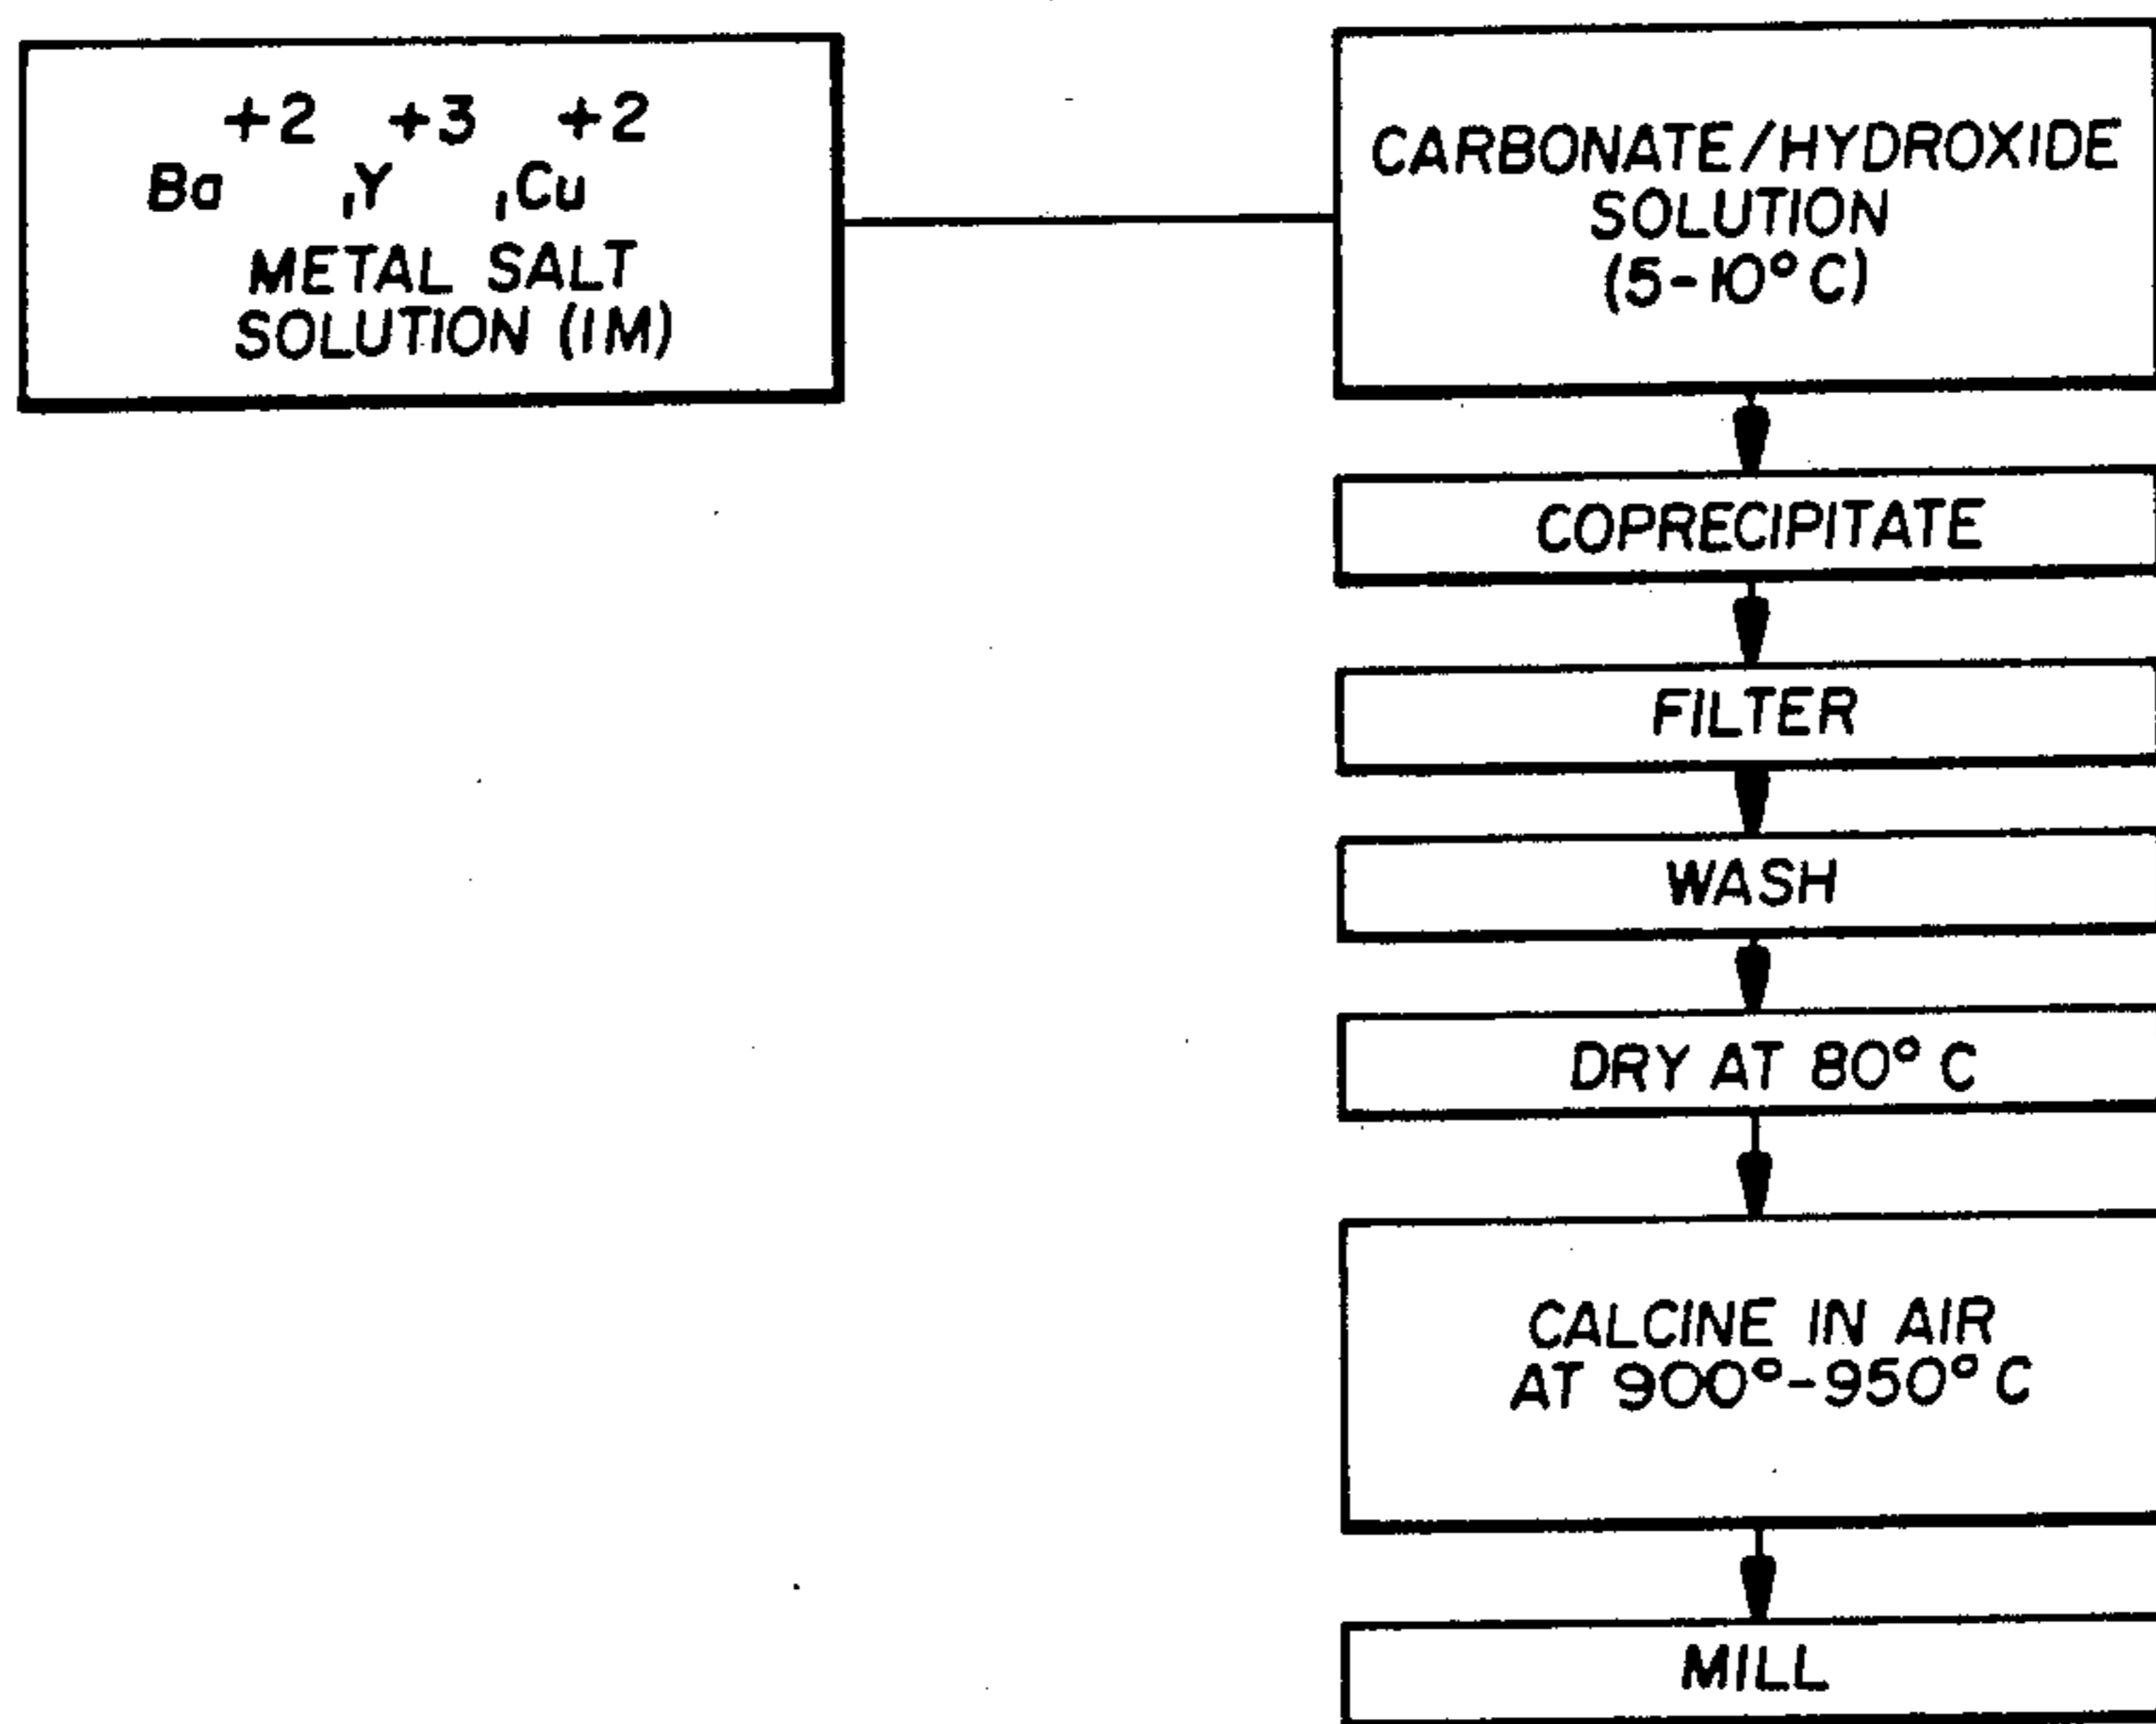 +2 +3 +2
Ba ,Y ,Cu
METAL SALT
SOLUTION (1M)
CARBONATE/HYDROXIDE
SOLUTION
(5-10° C)
COPRECIPITATE
FILTER
WASH
DRY AT 80° C
CALCINE IN AIR
AT 900°-950° C
MILL